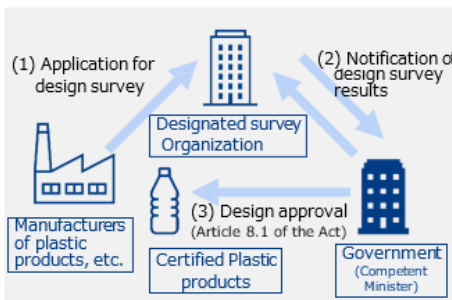 (1) Application for
design survey
(2) Notification of
design survey
results
Designated survey
Organization
Manufacturers
of plastic
products, etc.
(3) Design approval
(Article 8.1 of the Act)
Certified Plastic
products
Government
(Competent
Minister)